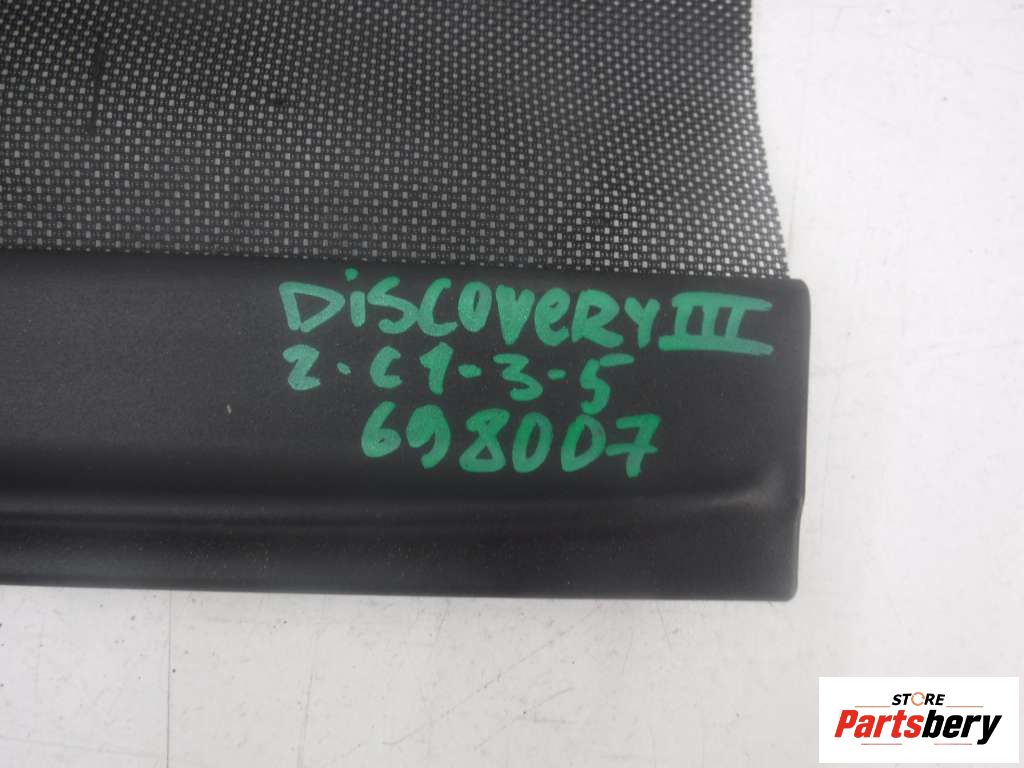 DiSCOVERY III
2-C1-3-5
698007
STORE
Partsbery